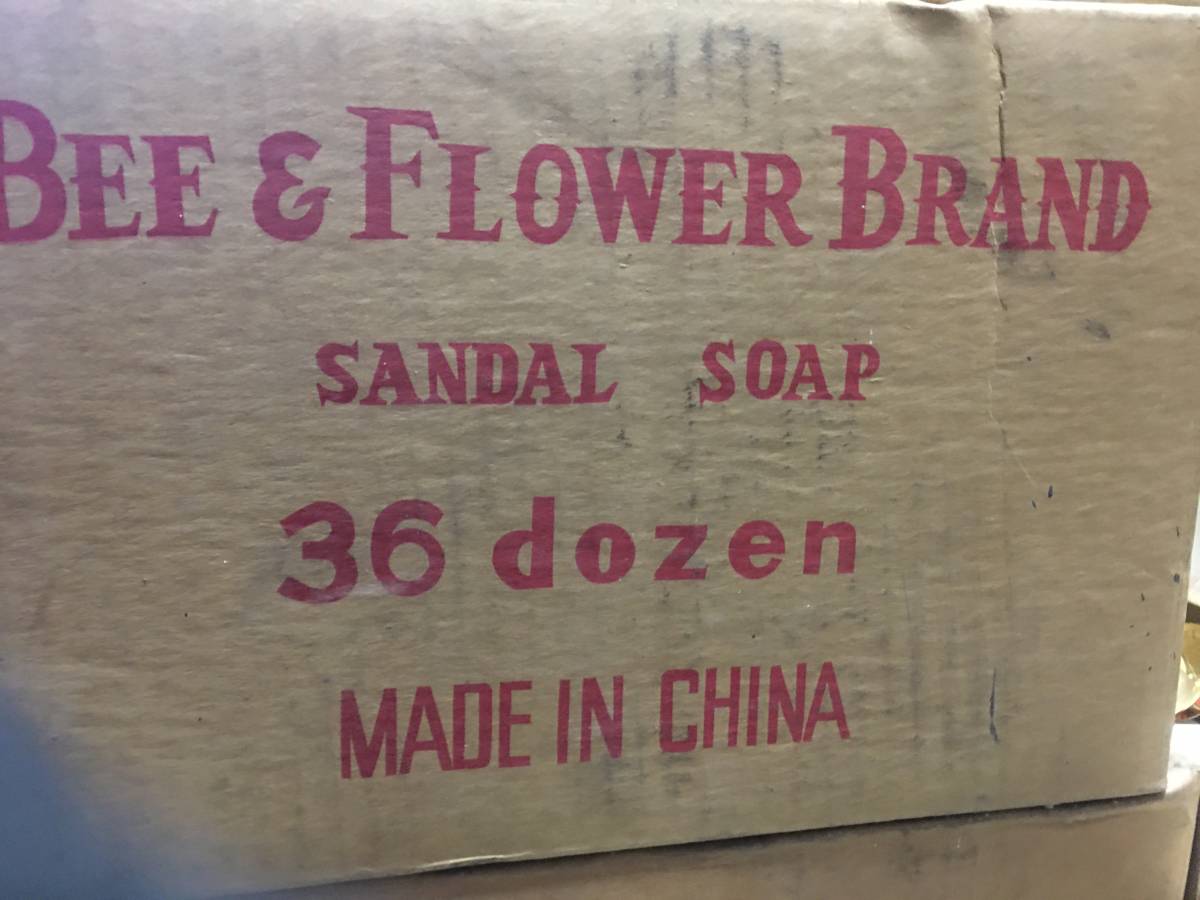 BEE & FLOWER BRAND
SANDAL SOAP
36 dozen
MADE IN CHINA